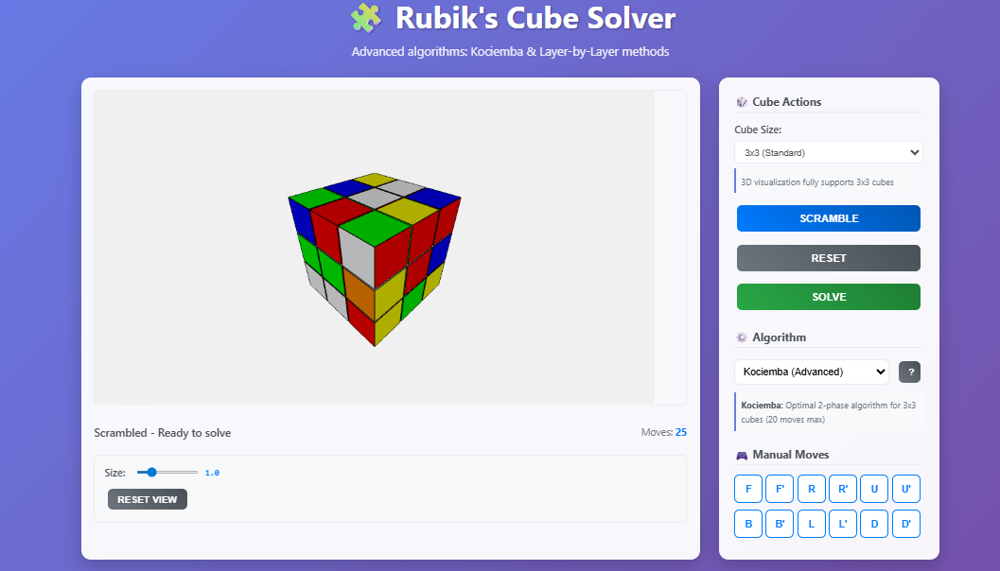 Rubik's Cube Solver
Advanced algorithms: Kociemba & Layer-by-Layer methods
Scrambled - Ready to solve
Moves: 25
Size: 1.0
RESET VIEW
Cube Actions
Cube Size:
3x3 (Standard)
3D visualization fully supports 3x3 cubes
SCRAMBLE
RESET
SOLVE
Algorithm
Kociemba (Advanced)
?
Kociemba: Optimal 2-phase algorithm for 3x3
cubes (20 moves max)
Manual Moves
F F' R R' U U'
B B' L L' D D'